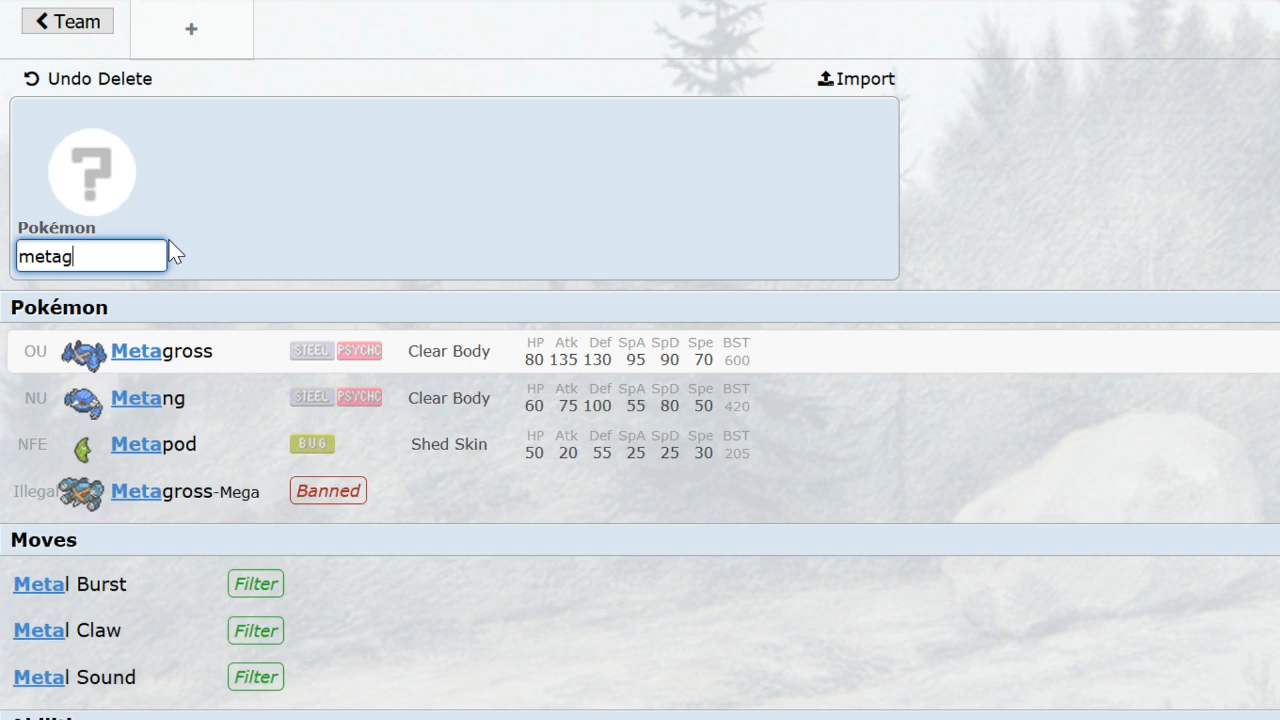 Team
+
Undo Delete
Import
Pokémon
metag
Pokémon
HP Atk Def SpA SpD Spe BST
OU Metagross STEEL PSYCHC Clear Body 80 135 130 95 90 70 600
HP Atk Def SpA SpD Spe BST
NU Metang STEEL PSYCHC Clear Body 60 75 100 55 80 50 420
HP Atk Def SpA SpD Spe BST
NFE Metapod BUG Shed Skin 50 20 55 25 25 30 205
Illegal Metagross-Mega Banned
Moves
Metal Burst Filter
Metal Claw Filter
Metal Sound Filter